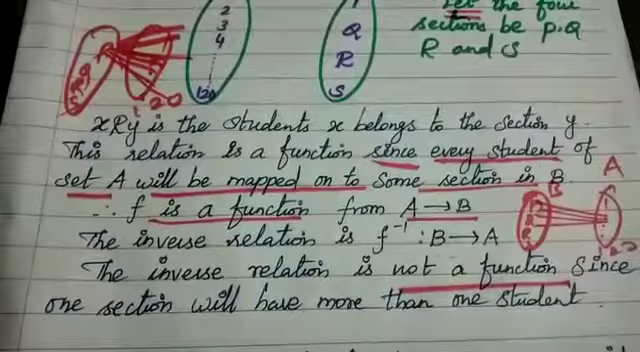 Let the four
sections be P, Q
R and S
2
3
4
120
Q
R
S
20
x R y is the students x belongs to the section y.
This relation is a function since every student of
set A will be mapped on to some section in B.
∴ f is a function from A → B
The inverse relation is f⁻¹ : B → A
The inverse relation is not a function since
one section will have more than one student.
B
A